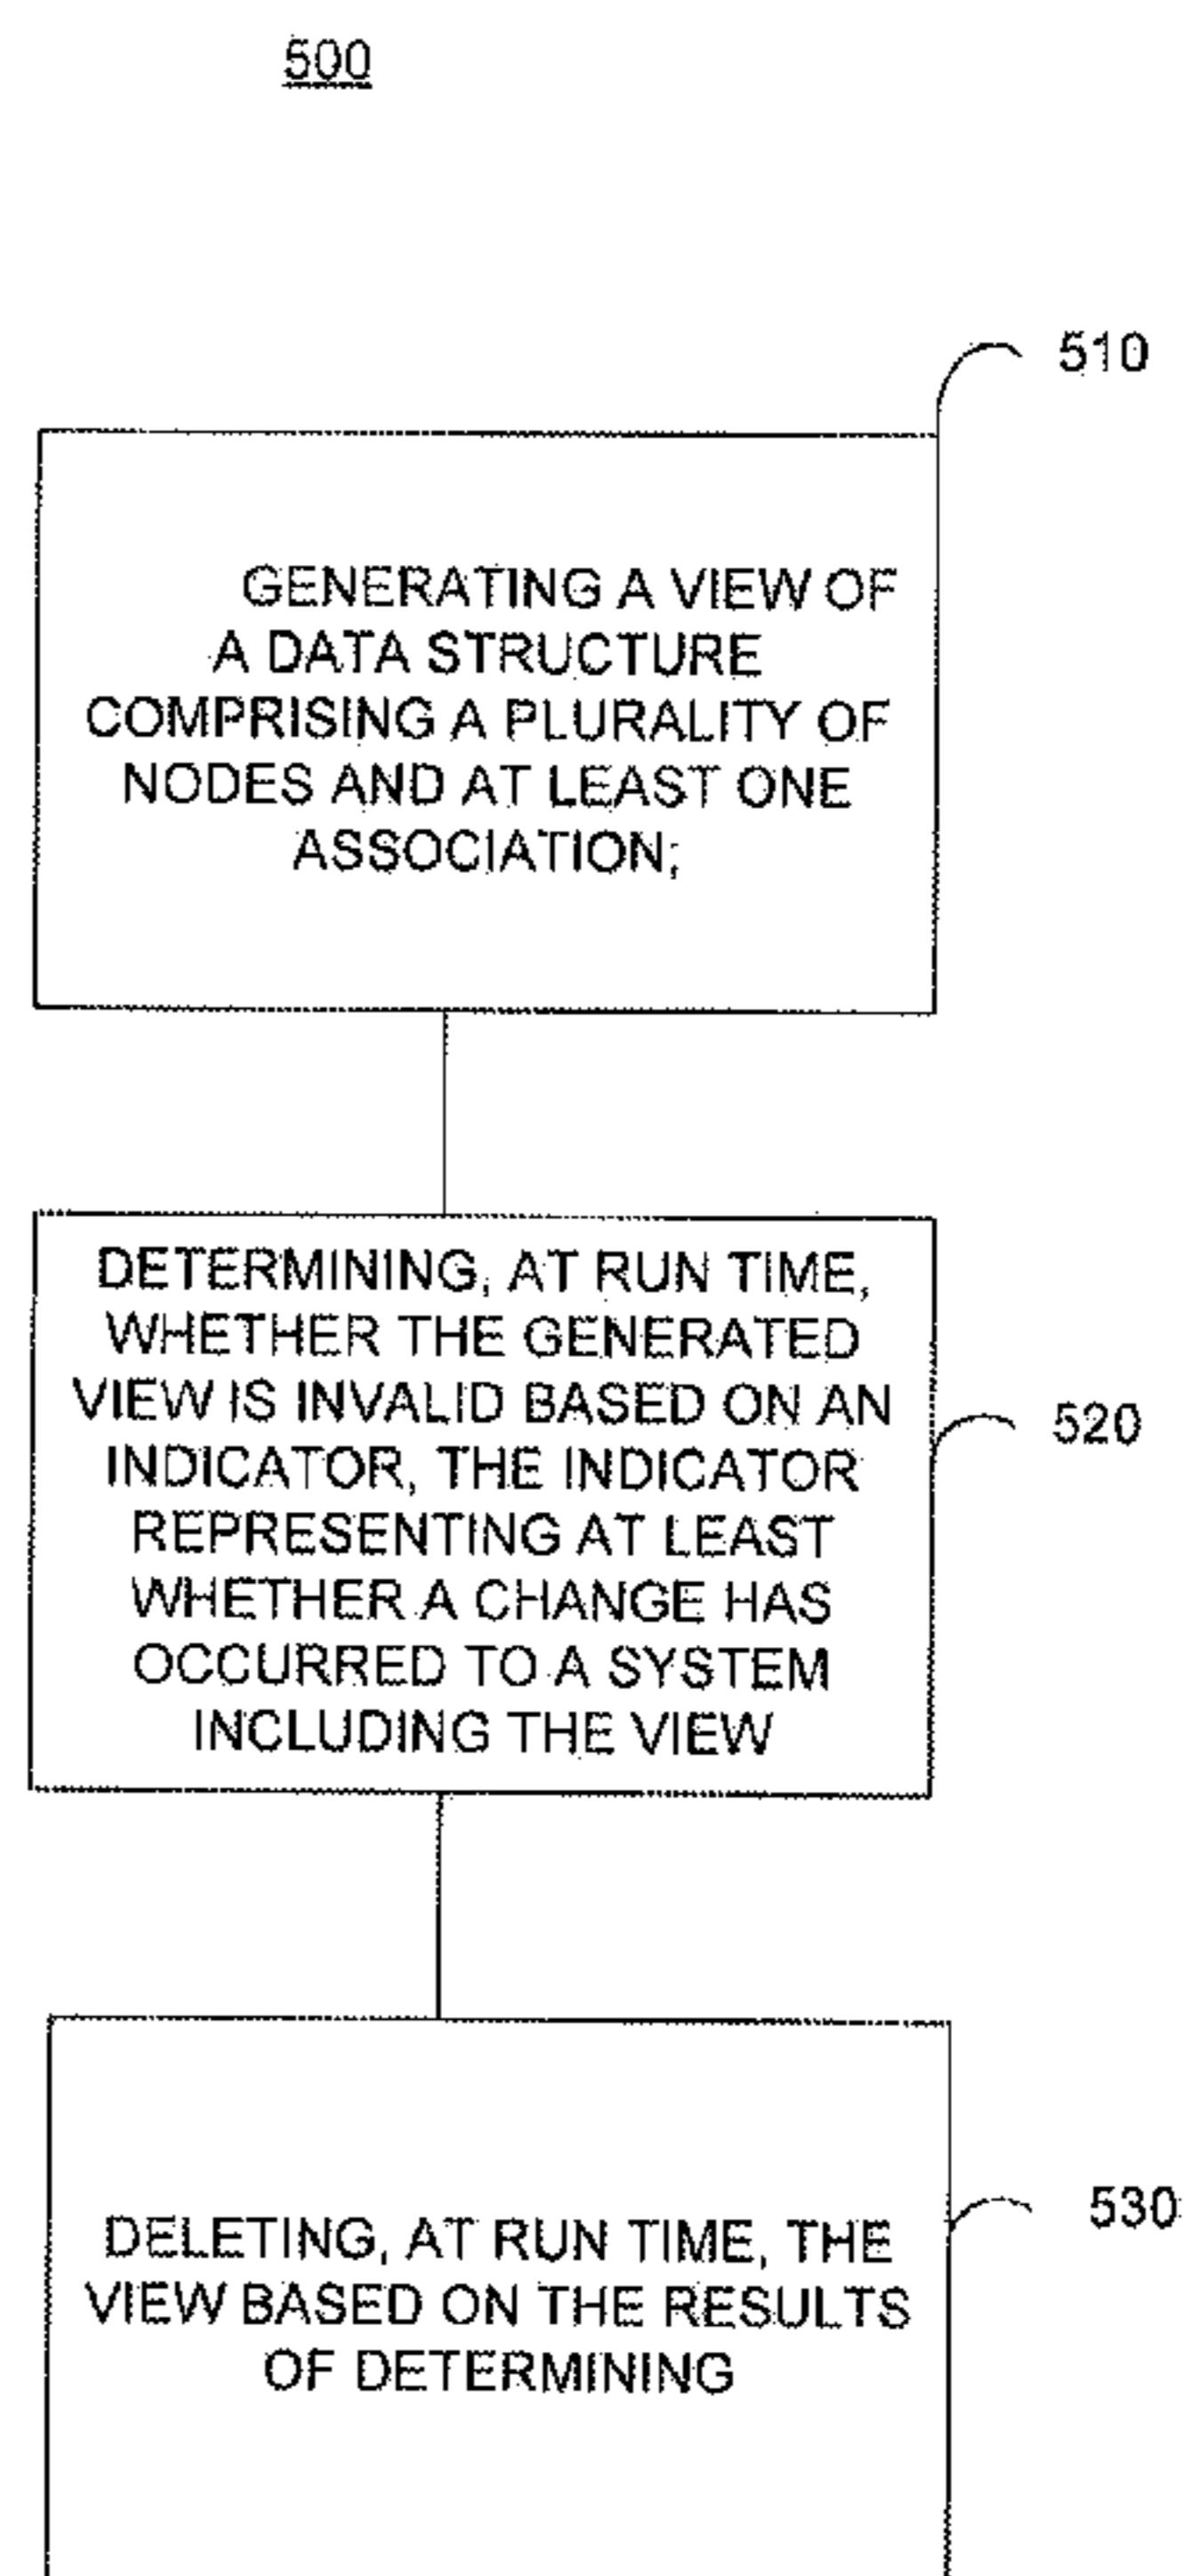 500
510
GENERATING A VIEW OF
A DATA STRUCTURE
COMPRISING A PLURALITY OF
NODES AND AT LEAST ONE
ASSOCIATION;
DETERMINING, AT RUN TIME,
WHETHER THE GENERATED
VIEW IS INVALID BASED ON AN
INDICATOR, THE INDICATOR
REPRESENTING AT LEAST
WHETHER A CHANGE HAS
OCCURRED TO A SYSTEM
INCLUDING THE VIEW
520
DELETING, AT RUN TIME, THE
VIEW BASED ON THE RESULTS
OF DETERMINING
530